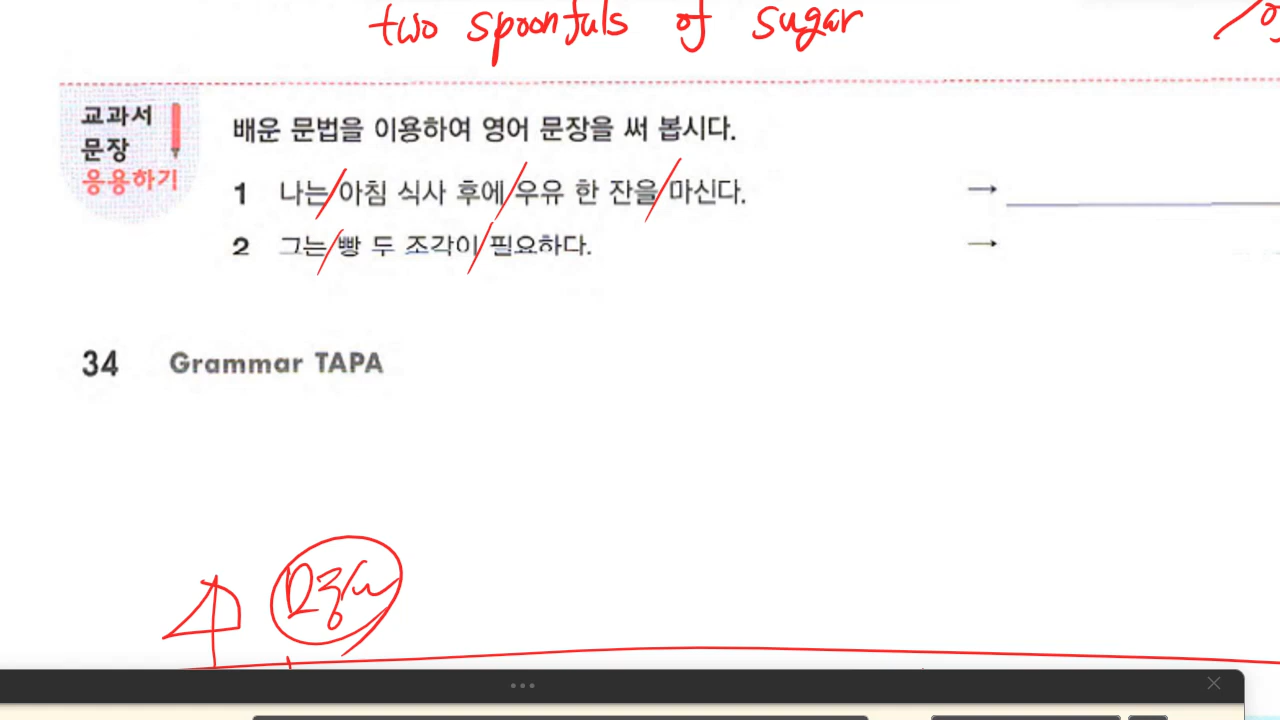 two spoonfuls of sugar
교과서
문장
응용하기
배운 문법을 이용하여 영어 문장을 써 봅시다.
1 나는 아침 식사 후에 우유 한 잔을 마신다. →
2 그는 빵 두 조각이 필요하다. →
34 Grammar TAPA
명사